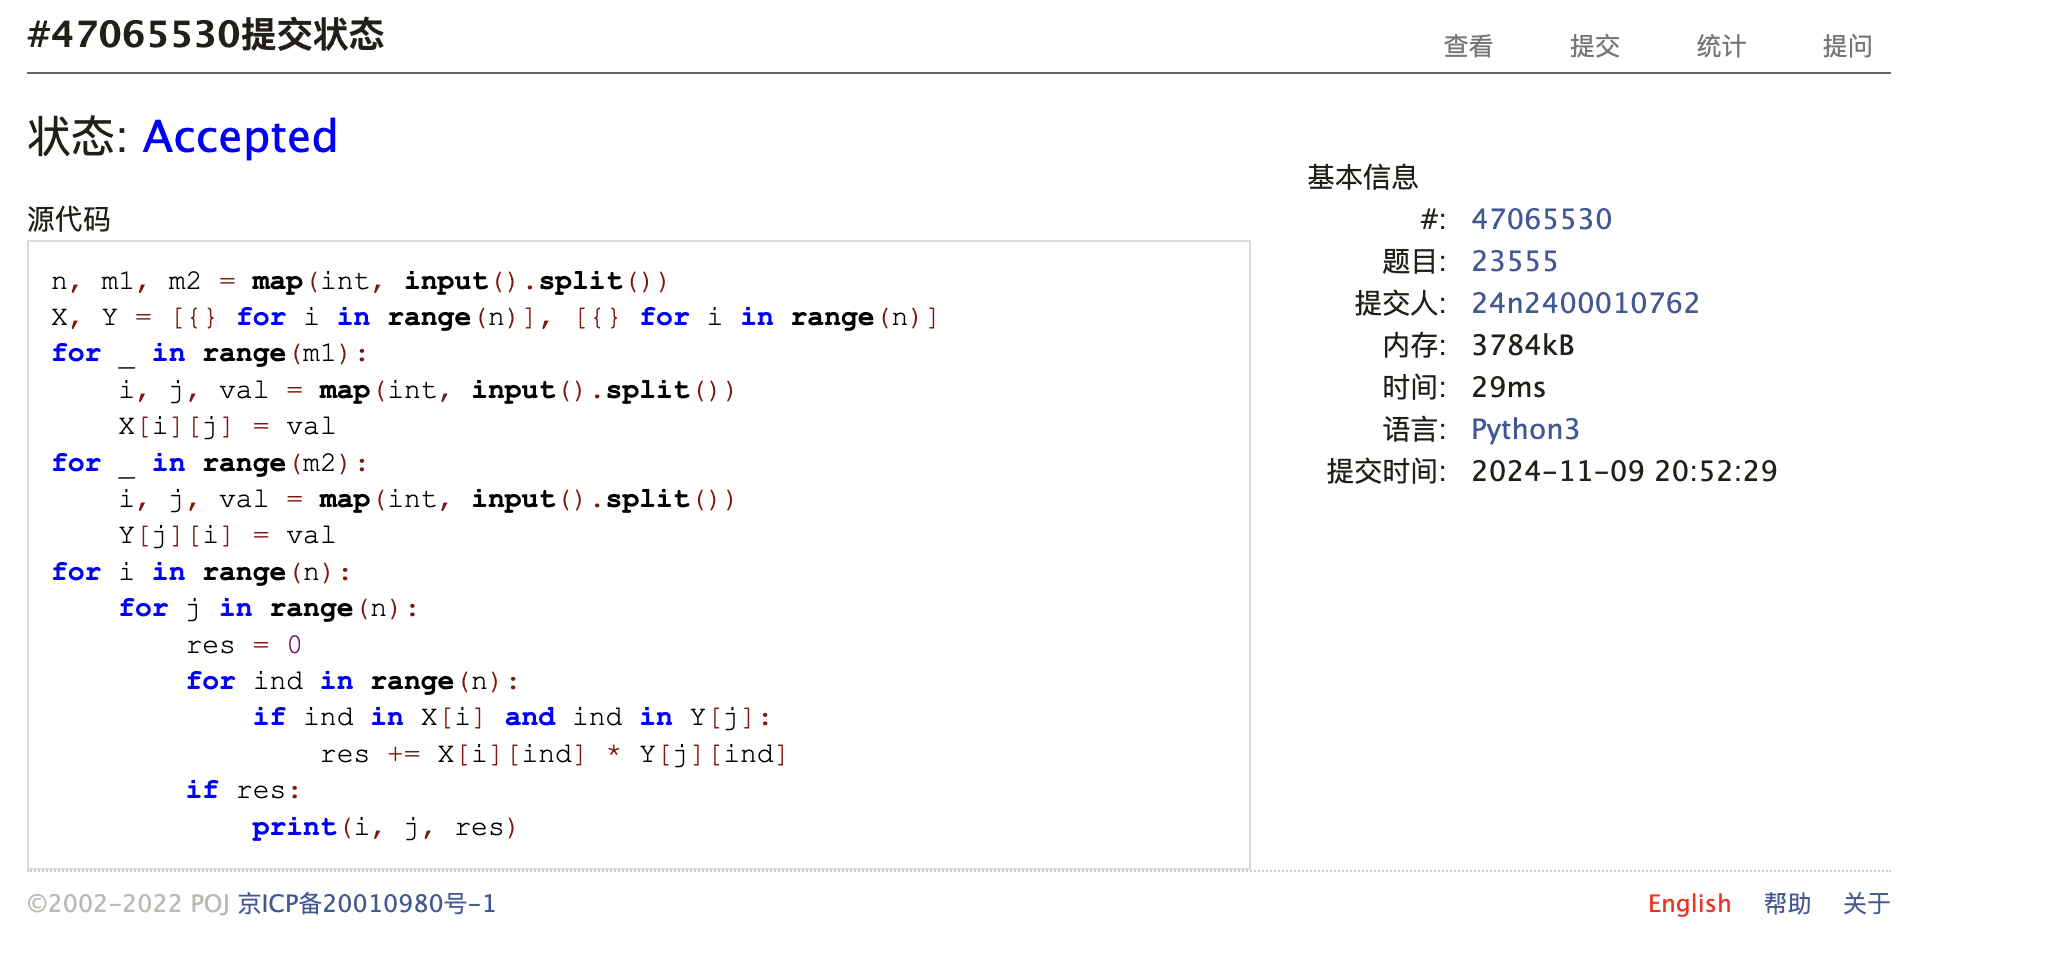 #47065530提交状态
查看 提交 统计 提问
状态: Accepted
源代码
n, m1, m2 = map(int, input().split())
X, Y = [{} for i in range(n)], [{} for i in range(n)]
for _ in range(m1):
    i, j, val = map(int, input().split())
    X[i][j] = val
for _ in range(m2):
    i, j, val = map(int, input().split())
    Y[j][i] = val
for i in range(n):
    for j in range(n):
        res = 0
        for ind in range(n):
            if ind in X[i] and ind in Y[j]:
                res += X[i][ind] * Y[j][ind]
        if res:
            print(i, j, res)
基本信息
#: 47065530
题目: 23555
提交人: 24n2400010762
内存: 3784kB
时间: 29ms
语言: Python3
提交时间: 2024-11-09 20:52:29
©2002-2022 POJ 京ICP备20010980号-1
English 帮助 关于